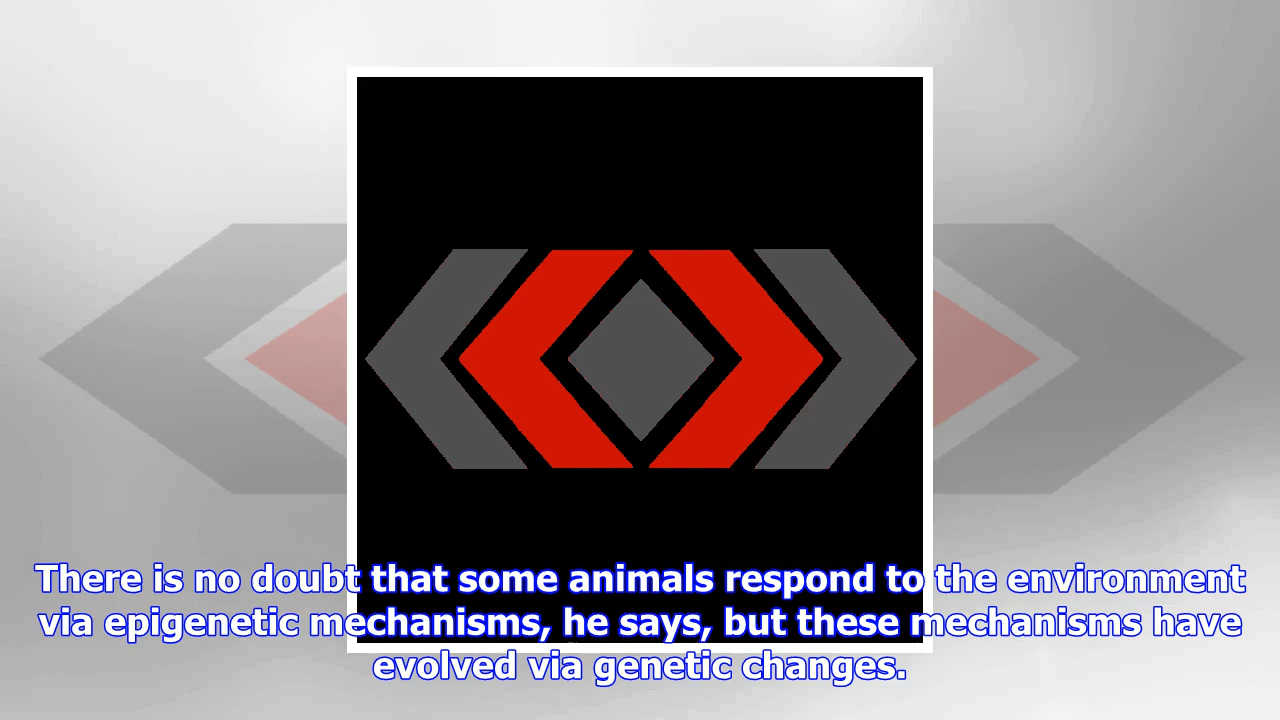 There is no doubt that some animals respond to the environment
via epigenetic mechanisms, he says, but these mechanisms have
evolved via genetic changes.